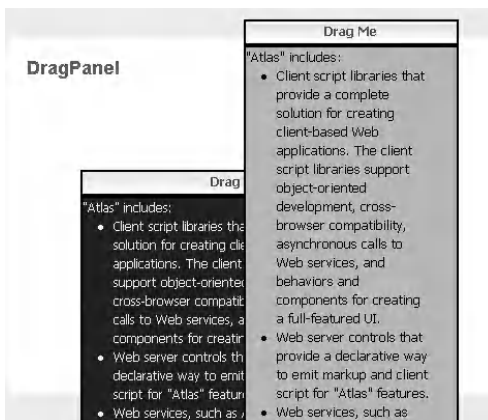 Drag Me
DragPanel
"Atlas" includes:
• Client script libraries that
provide a complete
solution for creating
client-based Web
applications. The client
script libraries support
object-oriented
development, cross-
browser compatibility,
asynchronous calls to
Web services, and
behaviors and
components for creating
a full-featured UI.
• Web server controls that
provide a declarative way
to emit markup and client
script for "Atlas" features.
• Web services, such as
Drag
"Atlas" includes:
• Client script libraries tha
solution for creating clie
applications. The client
support object-oriented
cross-browser compatib
calls to Web services, a
components for creatin
• Web server controls th
declarative way to emit
script for "Atlas" featur
• Web services, such as